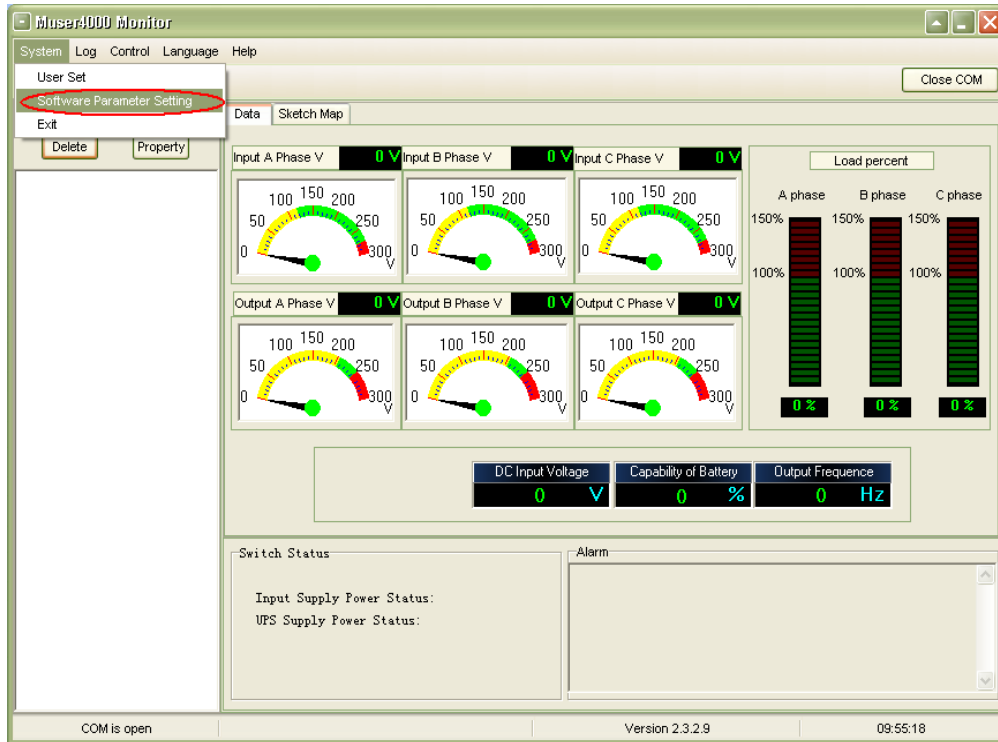 Muser4000 Monitor
System Log Control Language Help
User Set
Software Parameter Setting
Exit
Close COM
Data Sketch Map
Delete Property
Input A Phase V 0 V Input B Phase V 0 V Input C Phase V 0 V
0 50 100 150 200 250 300 V
0 50 100 150 200 250 300 V
0 50 100 150 200 250 300 V
Output A Phase V 0 V Output B Phase V 0 V Output C Phase V 0 V
0 50 100 150 200 250 300 V
0 50 100 150 200 250 300 V
0 50 100 150 200 250 300 V
Load percent
A phase B phase C phase
150% 150% 150%
100% 100% 100%
0 % 0 % 0 %
DC Input Voltage Capability of Battery Output Frequence
0 V 0 % 0 Hz
Switch Status
Input Supply Power Status:
UPS Supply Power Status:
Alarm
COM is open Version 2.3.2.9 09:55:18